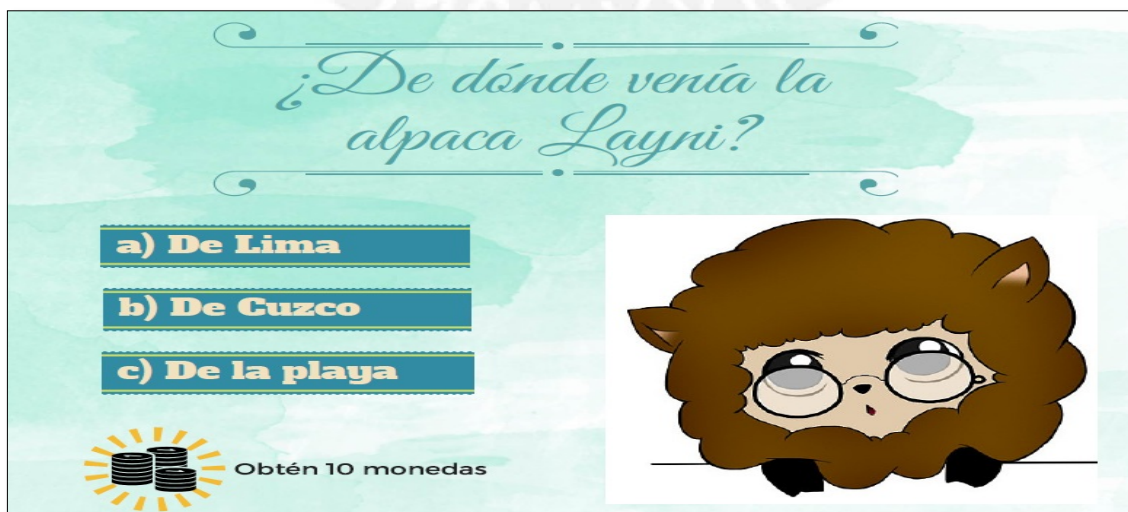 ¿De dónde venía la
alpaca Layni?
a) De Lima
b) De Cuzco
c) De la playa
Obtén 10 monedas